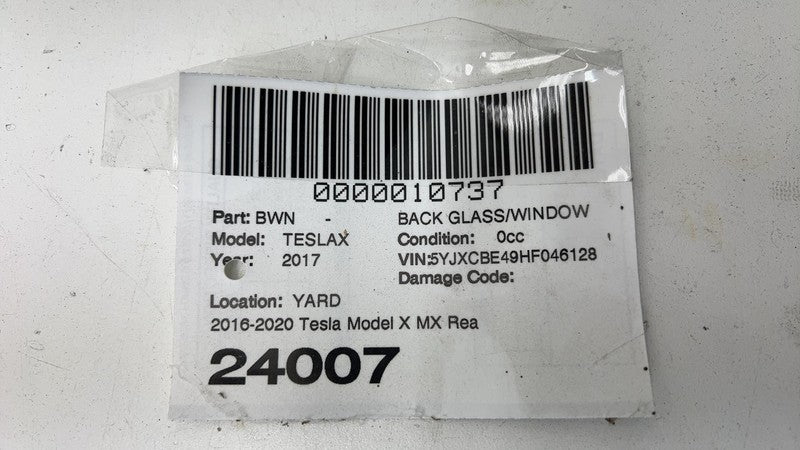 0000010737
Part: BWN - BACK GLASS/WINDOW
Model: TESLAX Condition: 0cc
Year: 2017 VIN:5YJXCBE49HF046128
Damage Code:
Location: YARD
2016-2020 Tesla Model X MX Rea
24007